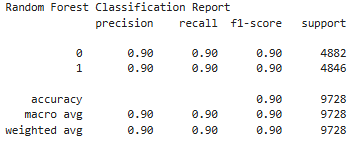 Random Forest Classification Report
precision recall f1-score support
0 0.90 0.90 0.90 4882
1 0.90 0.90 0.90 4846
accuracy 0.90 9728
macro avg 0.90 0.90 0.90 9728
weighted avg 0.90 0.90 0.90 9728